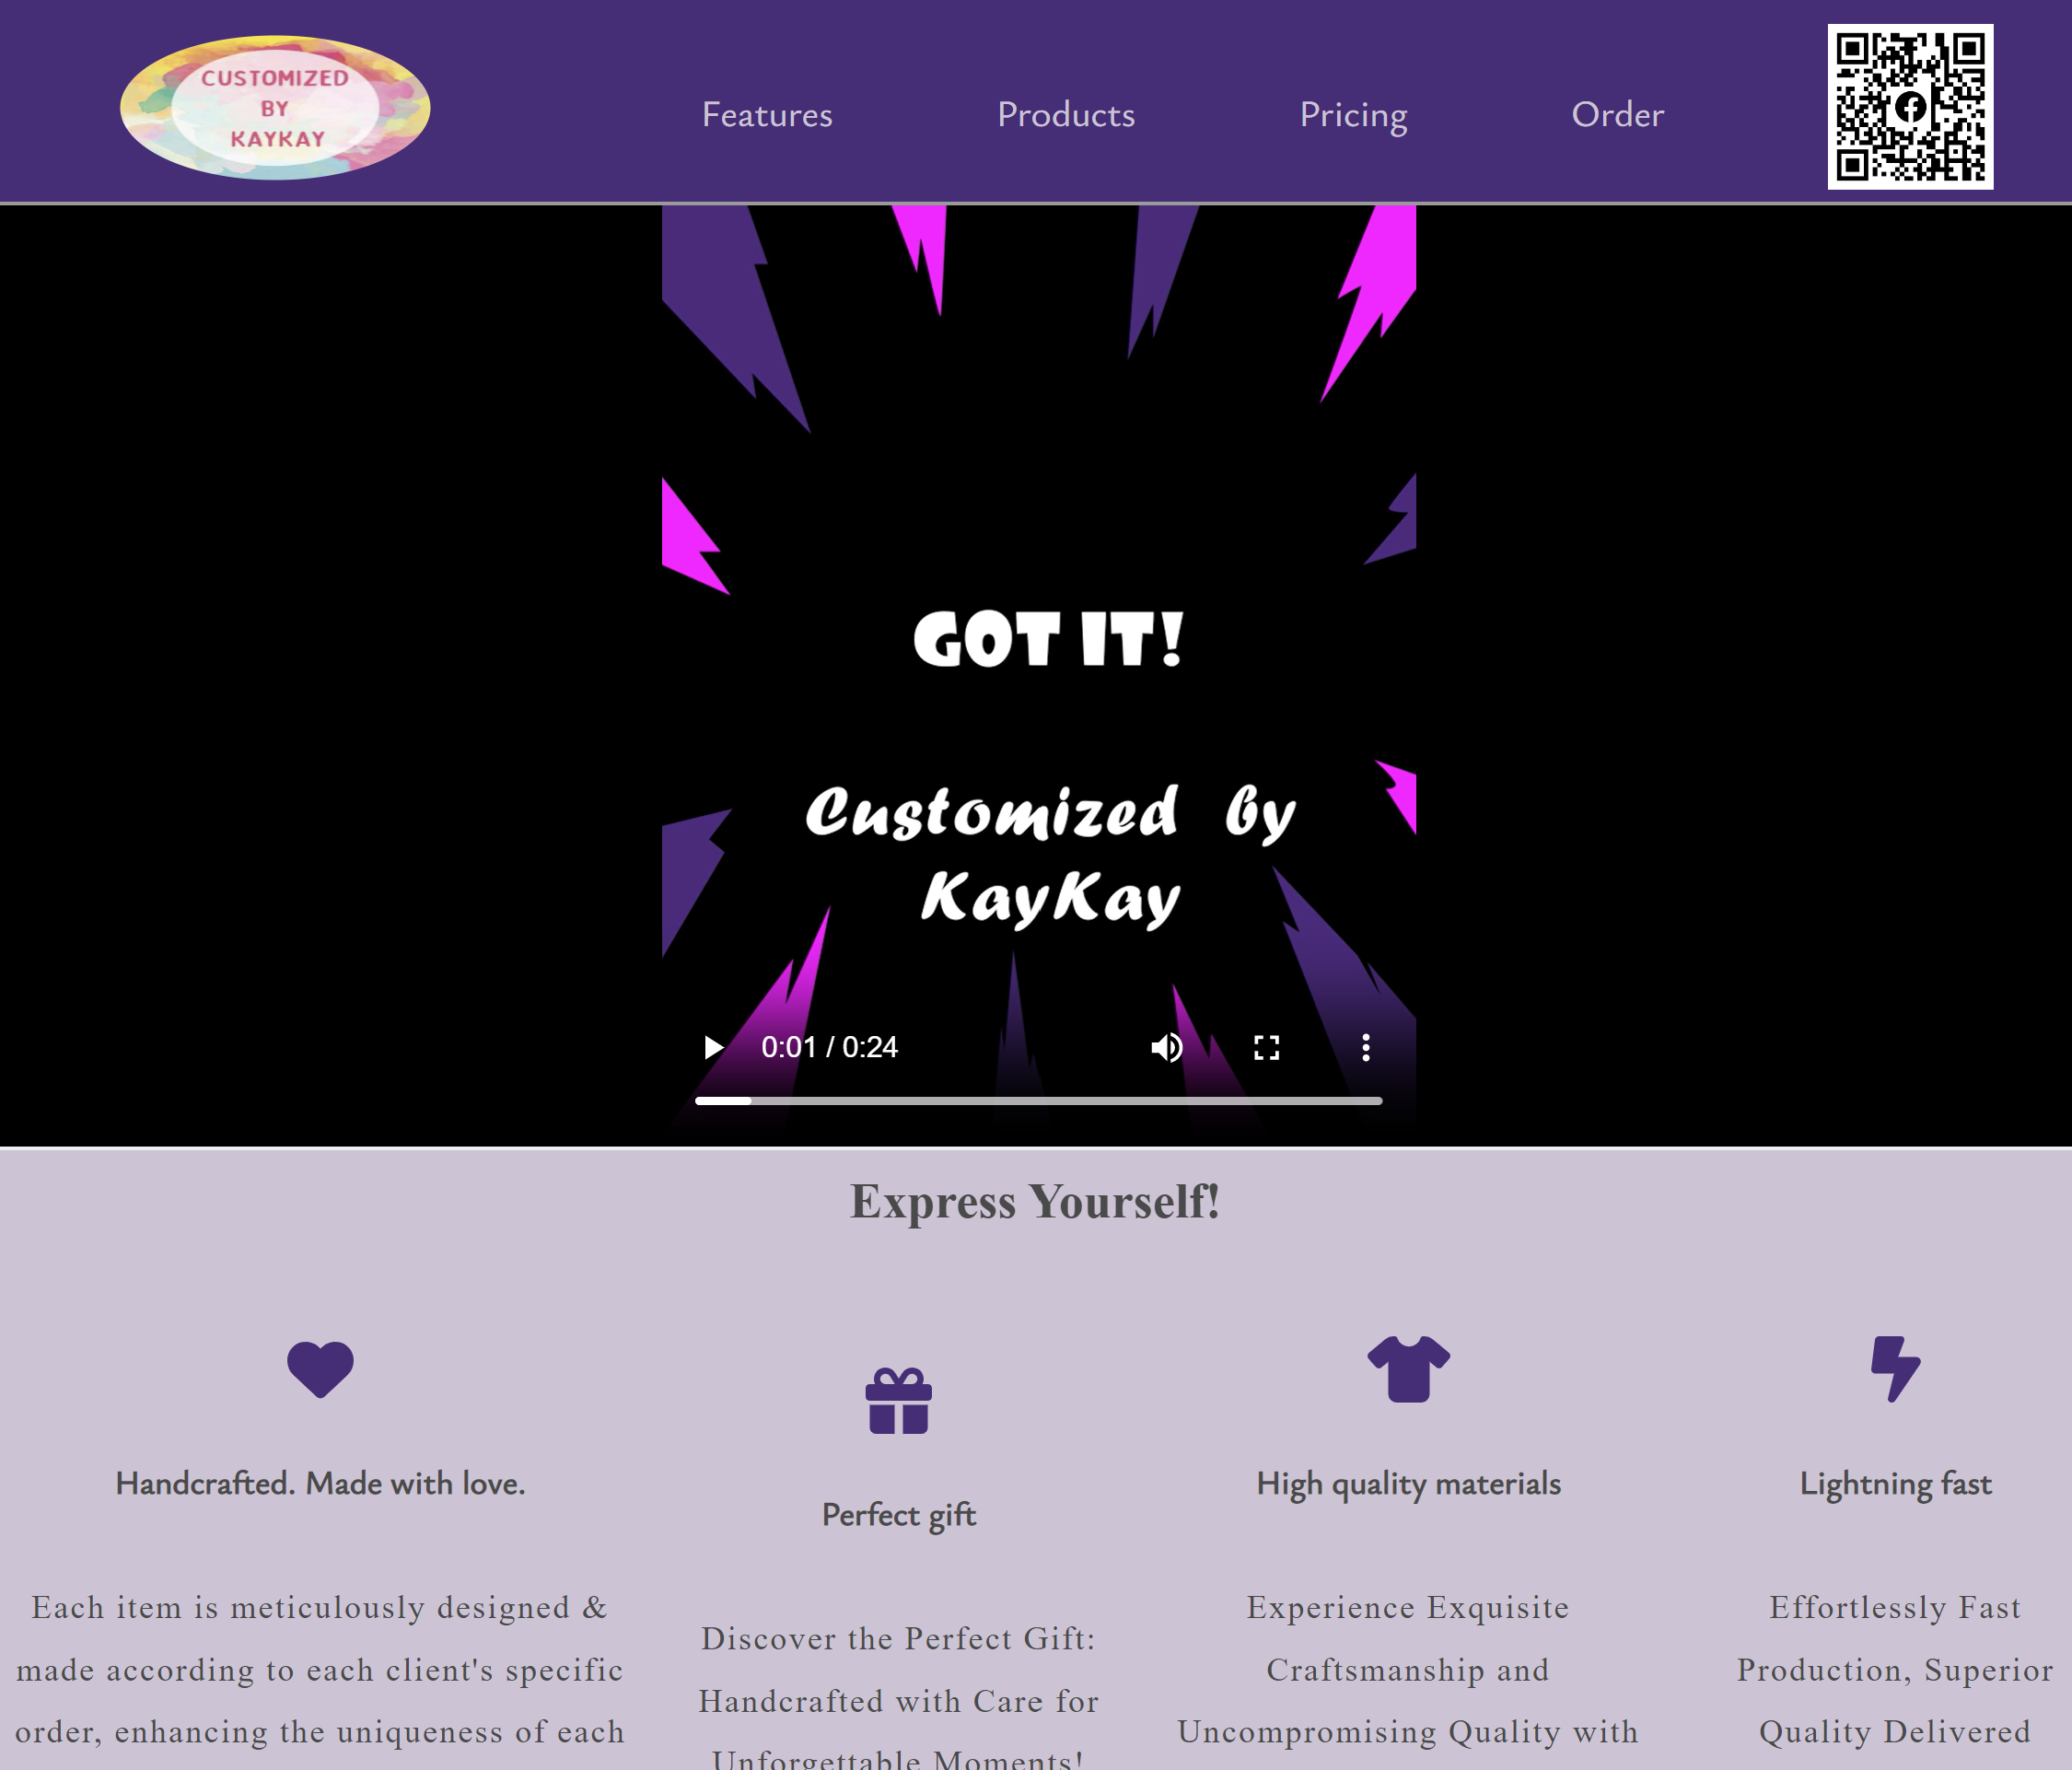 CUSTOMIZED
BY
KAYKAY
Features
Products
Pricing
Order
GOT IT!
Customized by
KayKay
0:01 / 0:24
Express Yourself!
Handcrafted. Made with love.
Each item is meticulously designed &
made according to each client's specific
order, enhancing the uniqueness of each
Perfect gift
Discover the Perfect Gift:
Handcrafted with Care for
Unforgettable Moments!
High quality materials
Experience Exquisite
Craftsmanship and
Uncompromising Quality with
Lightning fast
Effortlessly Fast
Production, Superior
Quality Delivered